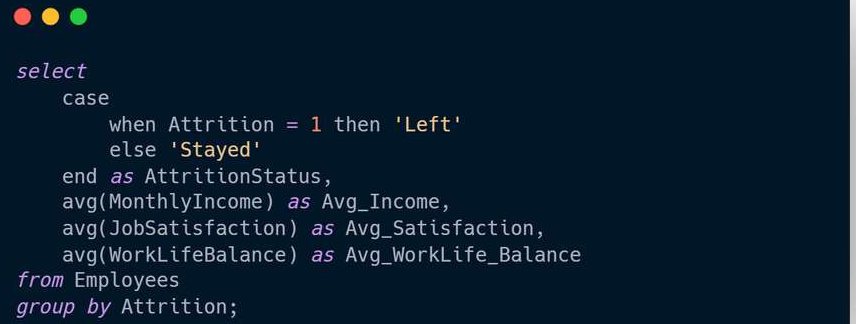 select
    case
        when Attrition = 1 then 'Left'
        else 'Stayed'
    end as AttritionStatus,
    avg(MonthlyIncome) as Avg_Income,
    avg(JobSatisfaction) as Avg_Satisfaction,
    avg(WorkLifeBalance) as Avg_WorkLife_Balance
from Employees
group by Attrition;